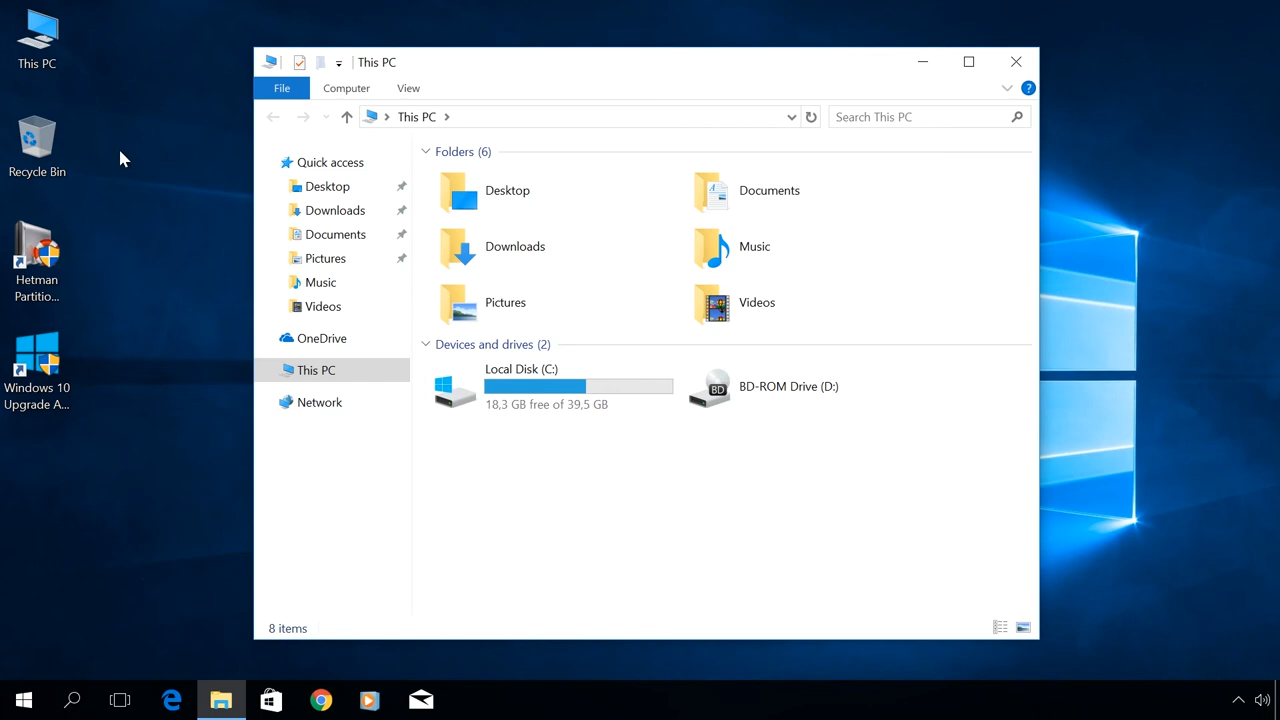 This PC
Recycle Bin
Hetman
Partitio...
Windows 10
Upgrade A...
This PC
File
Computer
View
This PC
Search This PC
Quick access
Desktop
Downloads
Documents
Pictures
Music
Videos
OneDrive
This PC
Network
Folders (6)
Desktop
Documents
Downloads
Music
Pictures
Videos
Devices and drives (2)
Local Disk (C:)
18,3 GB free of 39,5 GB
BD
BD-ROM Drive (D:)
8 items